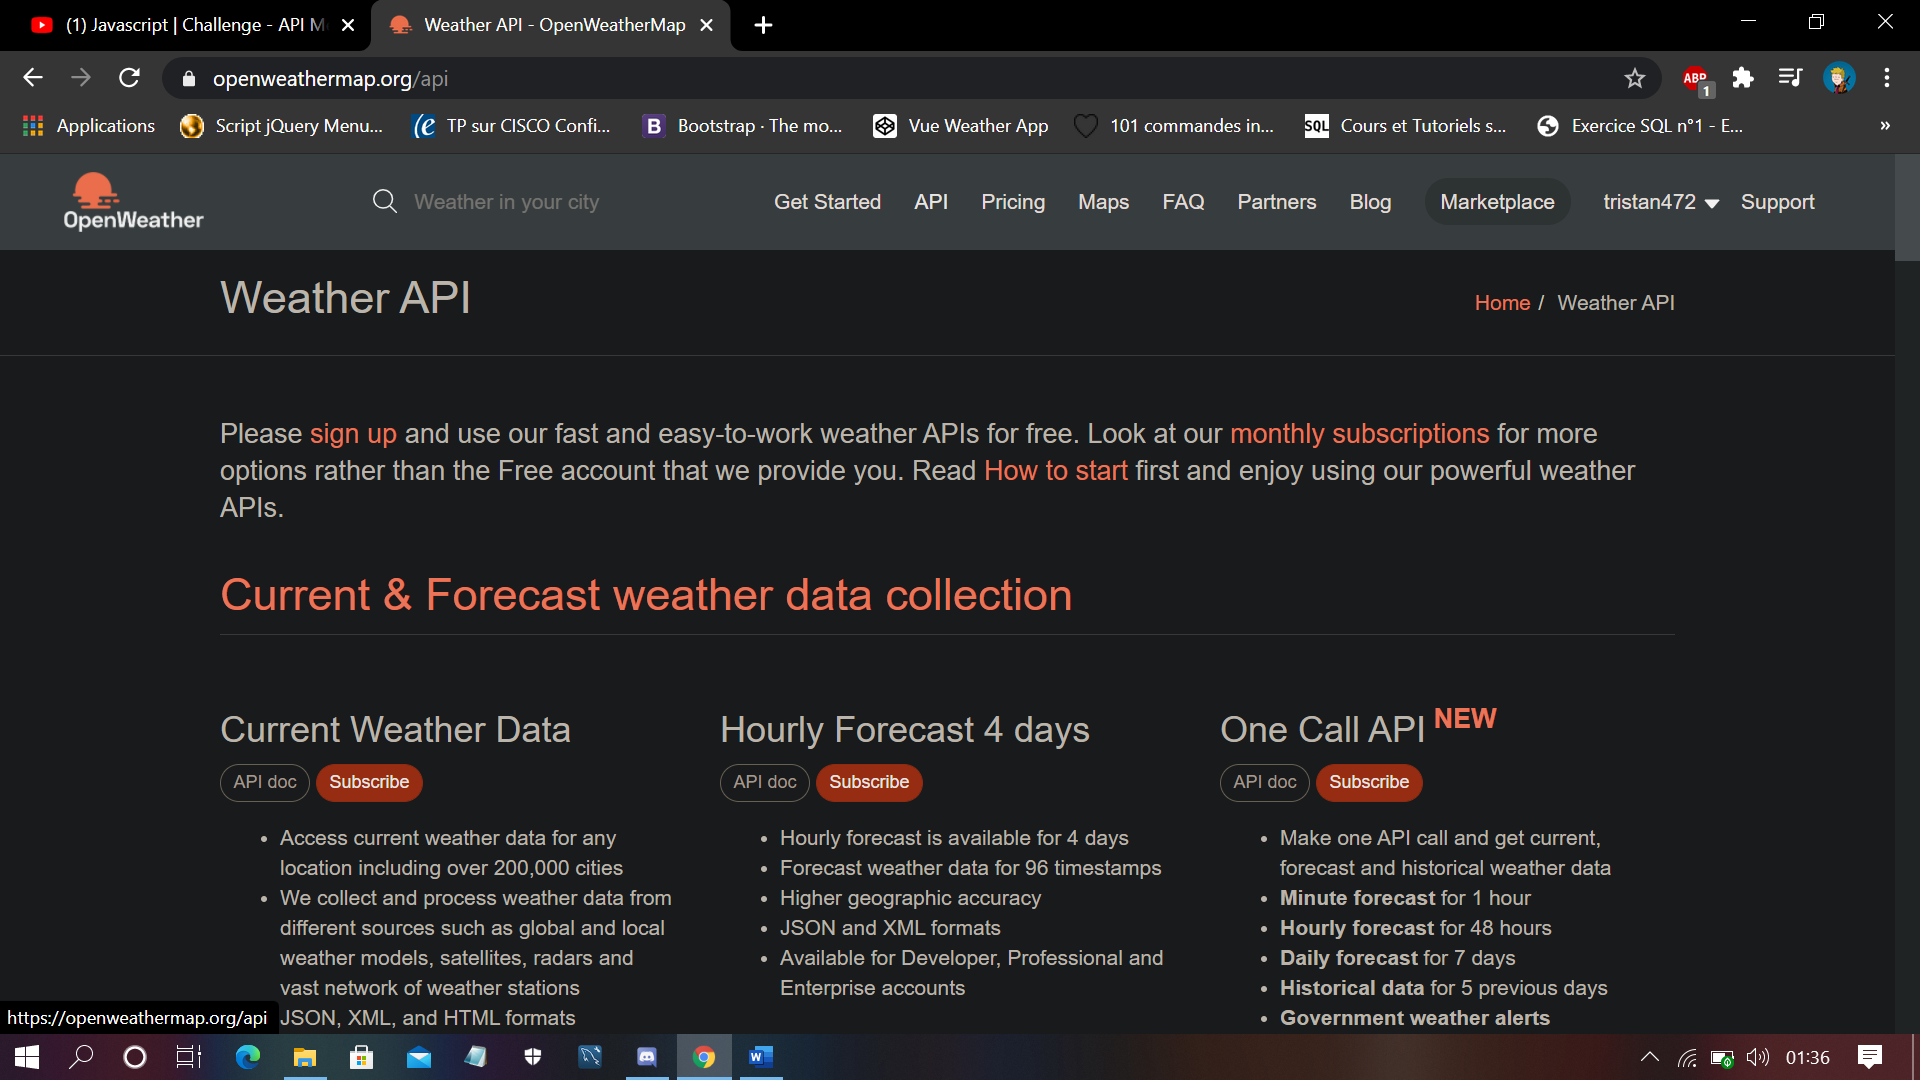 (1) Javascript | Challenge - API M
Weather API - OpenWeatherMap
openweathermap.org/api
ABP
1
Applications
Script jQuery Menu...
TP sur CISCO Confi...
B
Bootstrap · The mo...
Vue Weather App
101 commandes in...
SQL
Cours et Tutoriels s...
Exercice SQL n°1 - E...
»
OpenWeather
Weather in your city
Get Started
API
Pricing
Maps
FAQ
Partners
Blog
Marketplace
tristan472
Support
Weather API
Home / Weather API
Please sign up and use our fast and easy-to-work weather APIs for free. Look at our monthly subscriptions for more
options rather than the Free account that we provide you. Read How to start first and enjoy using our powerful weather
APIs.
Current & Forecast weather data collection
Current Weather Data
API doc
Subscribe
• Access current weather data for any
location including over 200,000 cities
• We collect and process weather data from
different sources such as global and local
weather models, satellites, radars and
vast network of weather stations
JSON, XML, and HTML formats
Hourly Forecast 4 days
API doc
Subscribe
• Hourly forecast is available for 4 days
• Forecast weather data for 96 timestamps
• Higher geographic accuracy
• JSON and XML formats
• Available for Developer, Professional and
Enterprise accounts
One Call API NEW
API doc
Subscribe
• Make one API call and get current,
forecast and historical weather data
• Minute forecast for 1 hour
• Hourly forecast for 48 hours
• Daily forecast for 7 days
• Historical data for 5 previous days
• Government weather alerts
https://openweathermap.org/api
W
01:36